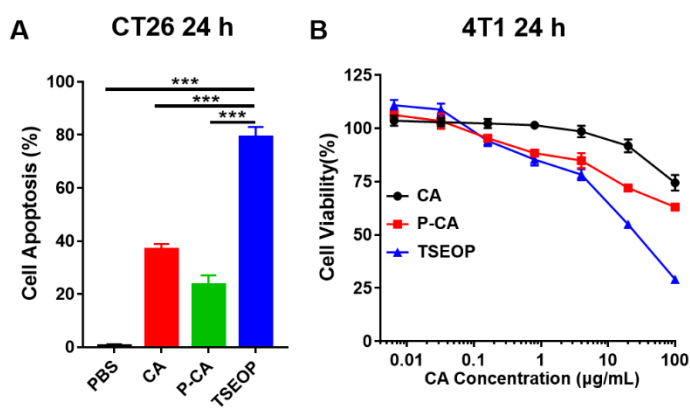 A
CT26 24 h
Cell Apoptosis (%)
100
80
60
40
20
0
***
***
***
PBS
CA
P-CA
TSEOP
B
4T1 24 h
Cell Viability(%)
125
100
75
50
25
0
CA
P-CA
TSEOP
0.01
0.1
1
10
100
CA Concentration (μg/mL)